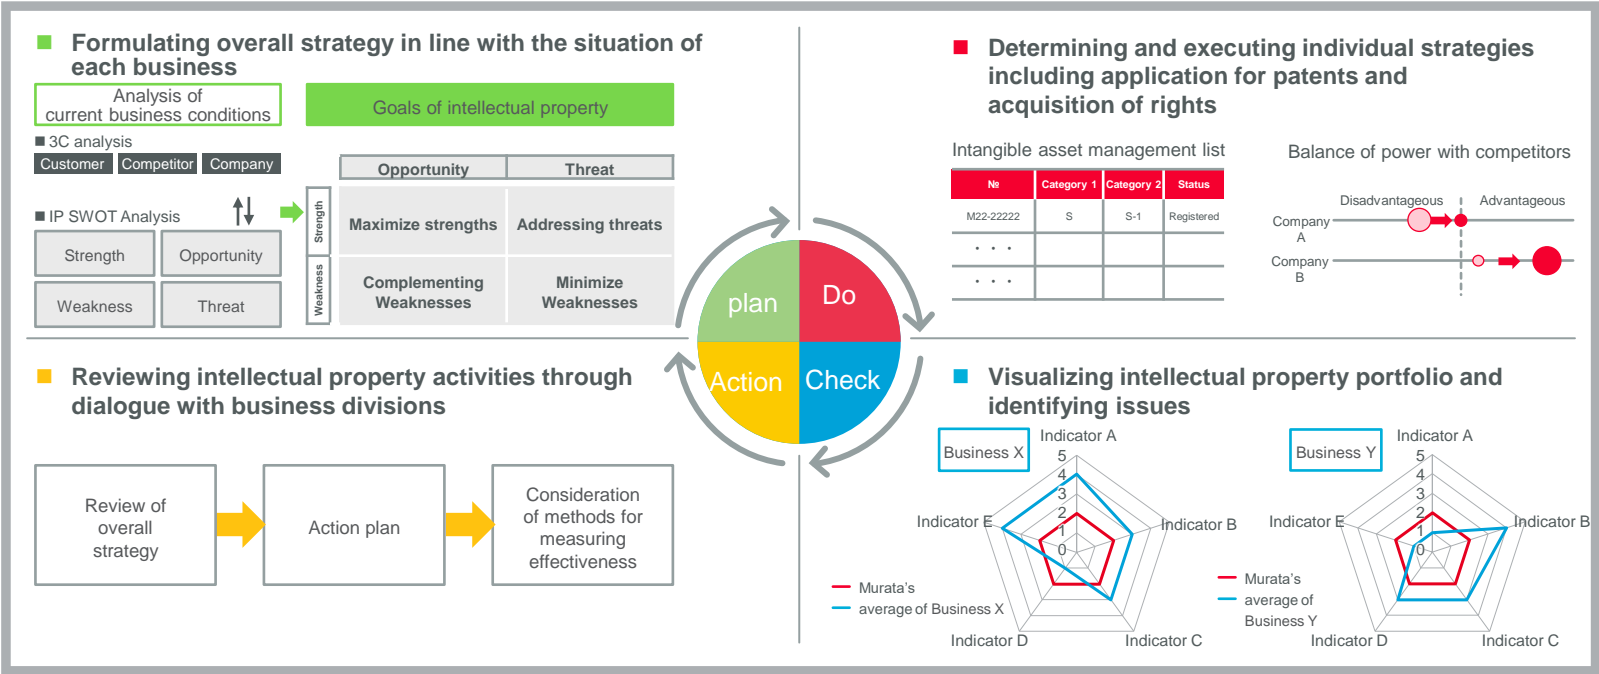 Formulating overall strategy in line with the situation of
each business
Analysis of
current business conditions
Goals of intellectual property
3C analysis
Customer
Competitor
Company
IP SWOT Analysis
Strength
Opportunity
Weakness
Threat
Opportunity
Threat
Strength
Maximize strengths
Addressing threats
Weakness
Complementing
Weaknesses
Minimize
Weaknesses
Determining and executing individual strategies
including application for patents and
acquisition of rights
Intangible asset management list
№
Category 1
Category 2
Status
M22-22222
S
S-1
Registered
・・・
・・・
Balance of power with competitors
Disadvantageous
Advantageous
Company
A
Company
B
plan
Do
Action
Check
Reviewing intellectual property activities through
dialogue with business divisions
Review of
overall
strategy
Action plan
Consideration
of methods for
measuring
effectiveness
Visualizing intellectual property portfolio and
identifying issues
Business X
Indicator A
5
4
3
2
1
0
Indicator B
Indicator C
Indicator D
Indicator E
Murata's
average of Business X
Business Y
Indicator A
5
4
3
2
1
0
Indicator B
Indicator C
Indicator D
Indicator E
Murata's
average of
Business Y